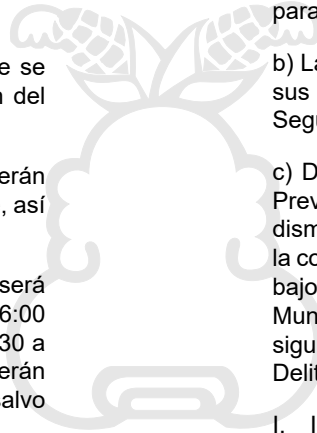 e se
del
erán
, así
será
6:00
30 a
erán
salvo
para
b) La
sus
Segu
c) D
Prev
dism
la co
bajo
Mun
sigu
Delit
I. I